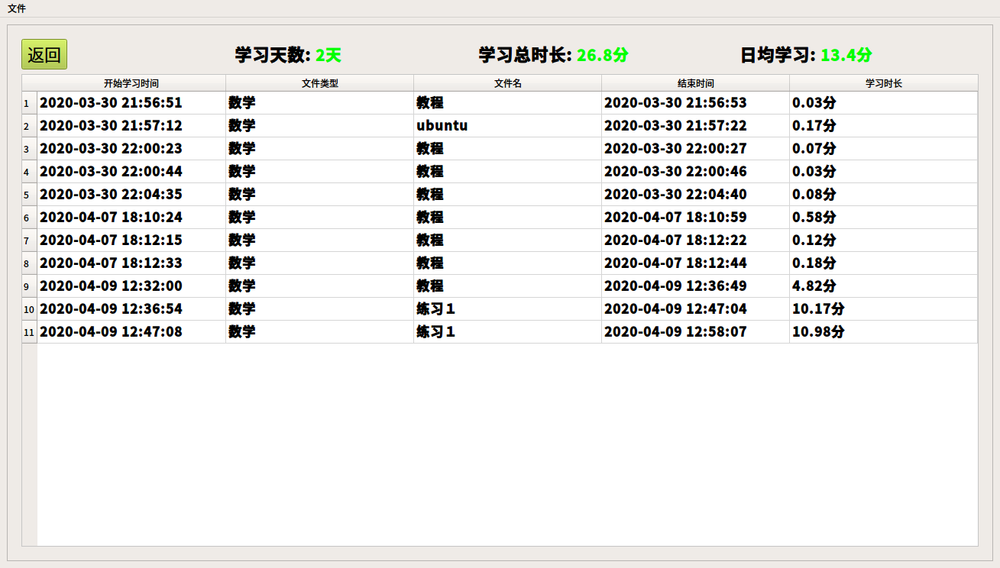 文件
返回 学习天数: 2天 学习总时长: 26.8分 日均学习: 13.4分
开始学习时间 文件类型 文件名 结束时间 学习时长
1 2020-03-30 21:56:51 数学 教程 2020-03-30 21:56:53 0.03分
2 2020-03-30 21:57:12 数学 ubuntu 2020-03-30 21:57:22 0.17分
3 2020-03-30 22:00:23 数学 教程 2020-03-30 22:00:27 0.07分
4 2020-03-30 22:00:44 数学 教程 2020-03-30 22:00:46 0.03分
5 2020-03-30 22:04:35 数学 教程 2020-03-30 22:04:40 0.08分
6 2020-04-07 18:10:24 数学 教程 2020-04-07 18:10:59 0.58分
7 2020-04-07 18:12:15 数学 教程 2020-04-07 18:12:22 0.12分
8 2020-04-07 18:12:33 数学 教程 2020-04-07 18:12:44 0.18分
9 2020-04-09 12:32:00 数学 教程 2020-04-09 12:36:49 4.82分
10 2020-04-09 12:36:54 数学 练习１ 2020-04-09 12:47:04 10.17分
11 2020-04-09 12:47:08 数学 练习１ 2020-04-09 12:58:07 10.98分